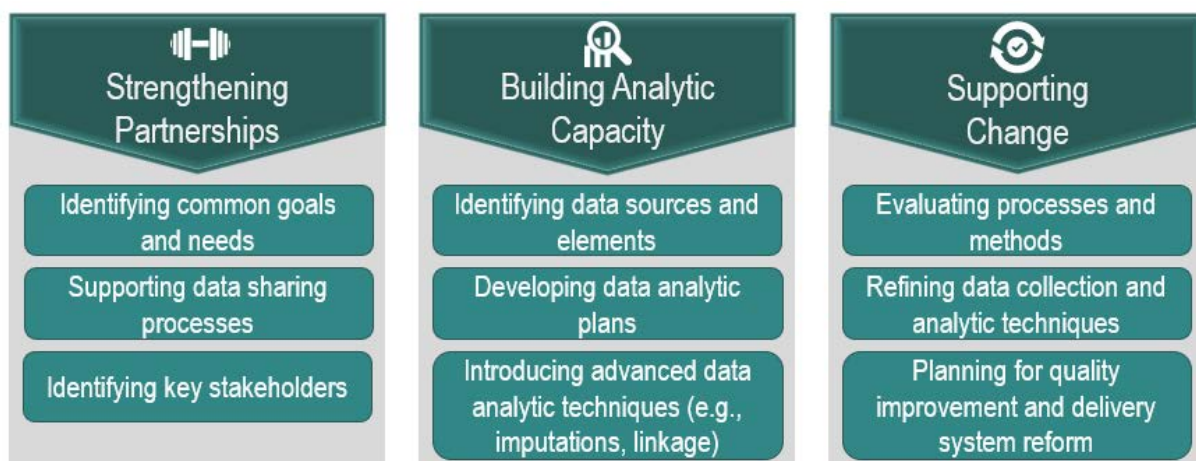 Strengthening
Partnerships
Identifying common goals
and needs
Supporting data sharing
processes
Identifying key stakeholders
Building Analytic
Capacity
Identifying data sources and
elements
Developing data analytic
plans
Introducing advanced data
analytic techniques (e.g.,
imputations, linkage)
Supporting
Change
Evaluating processes and
methods
Refining data collection and
analytic techniques
Planning for quality
improvement and delivery
system reform